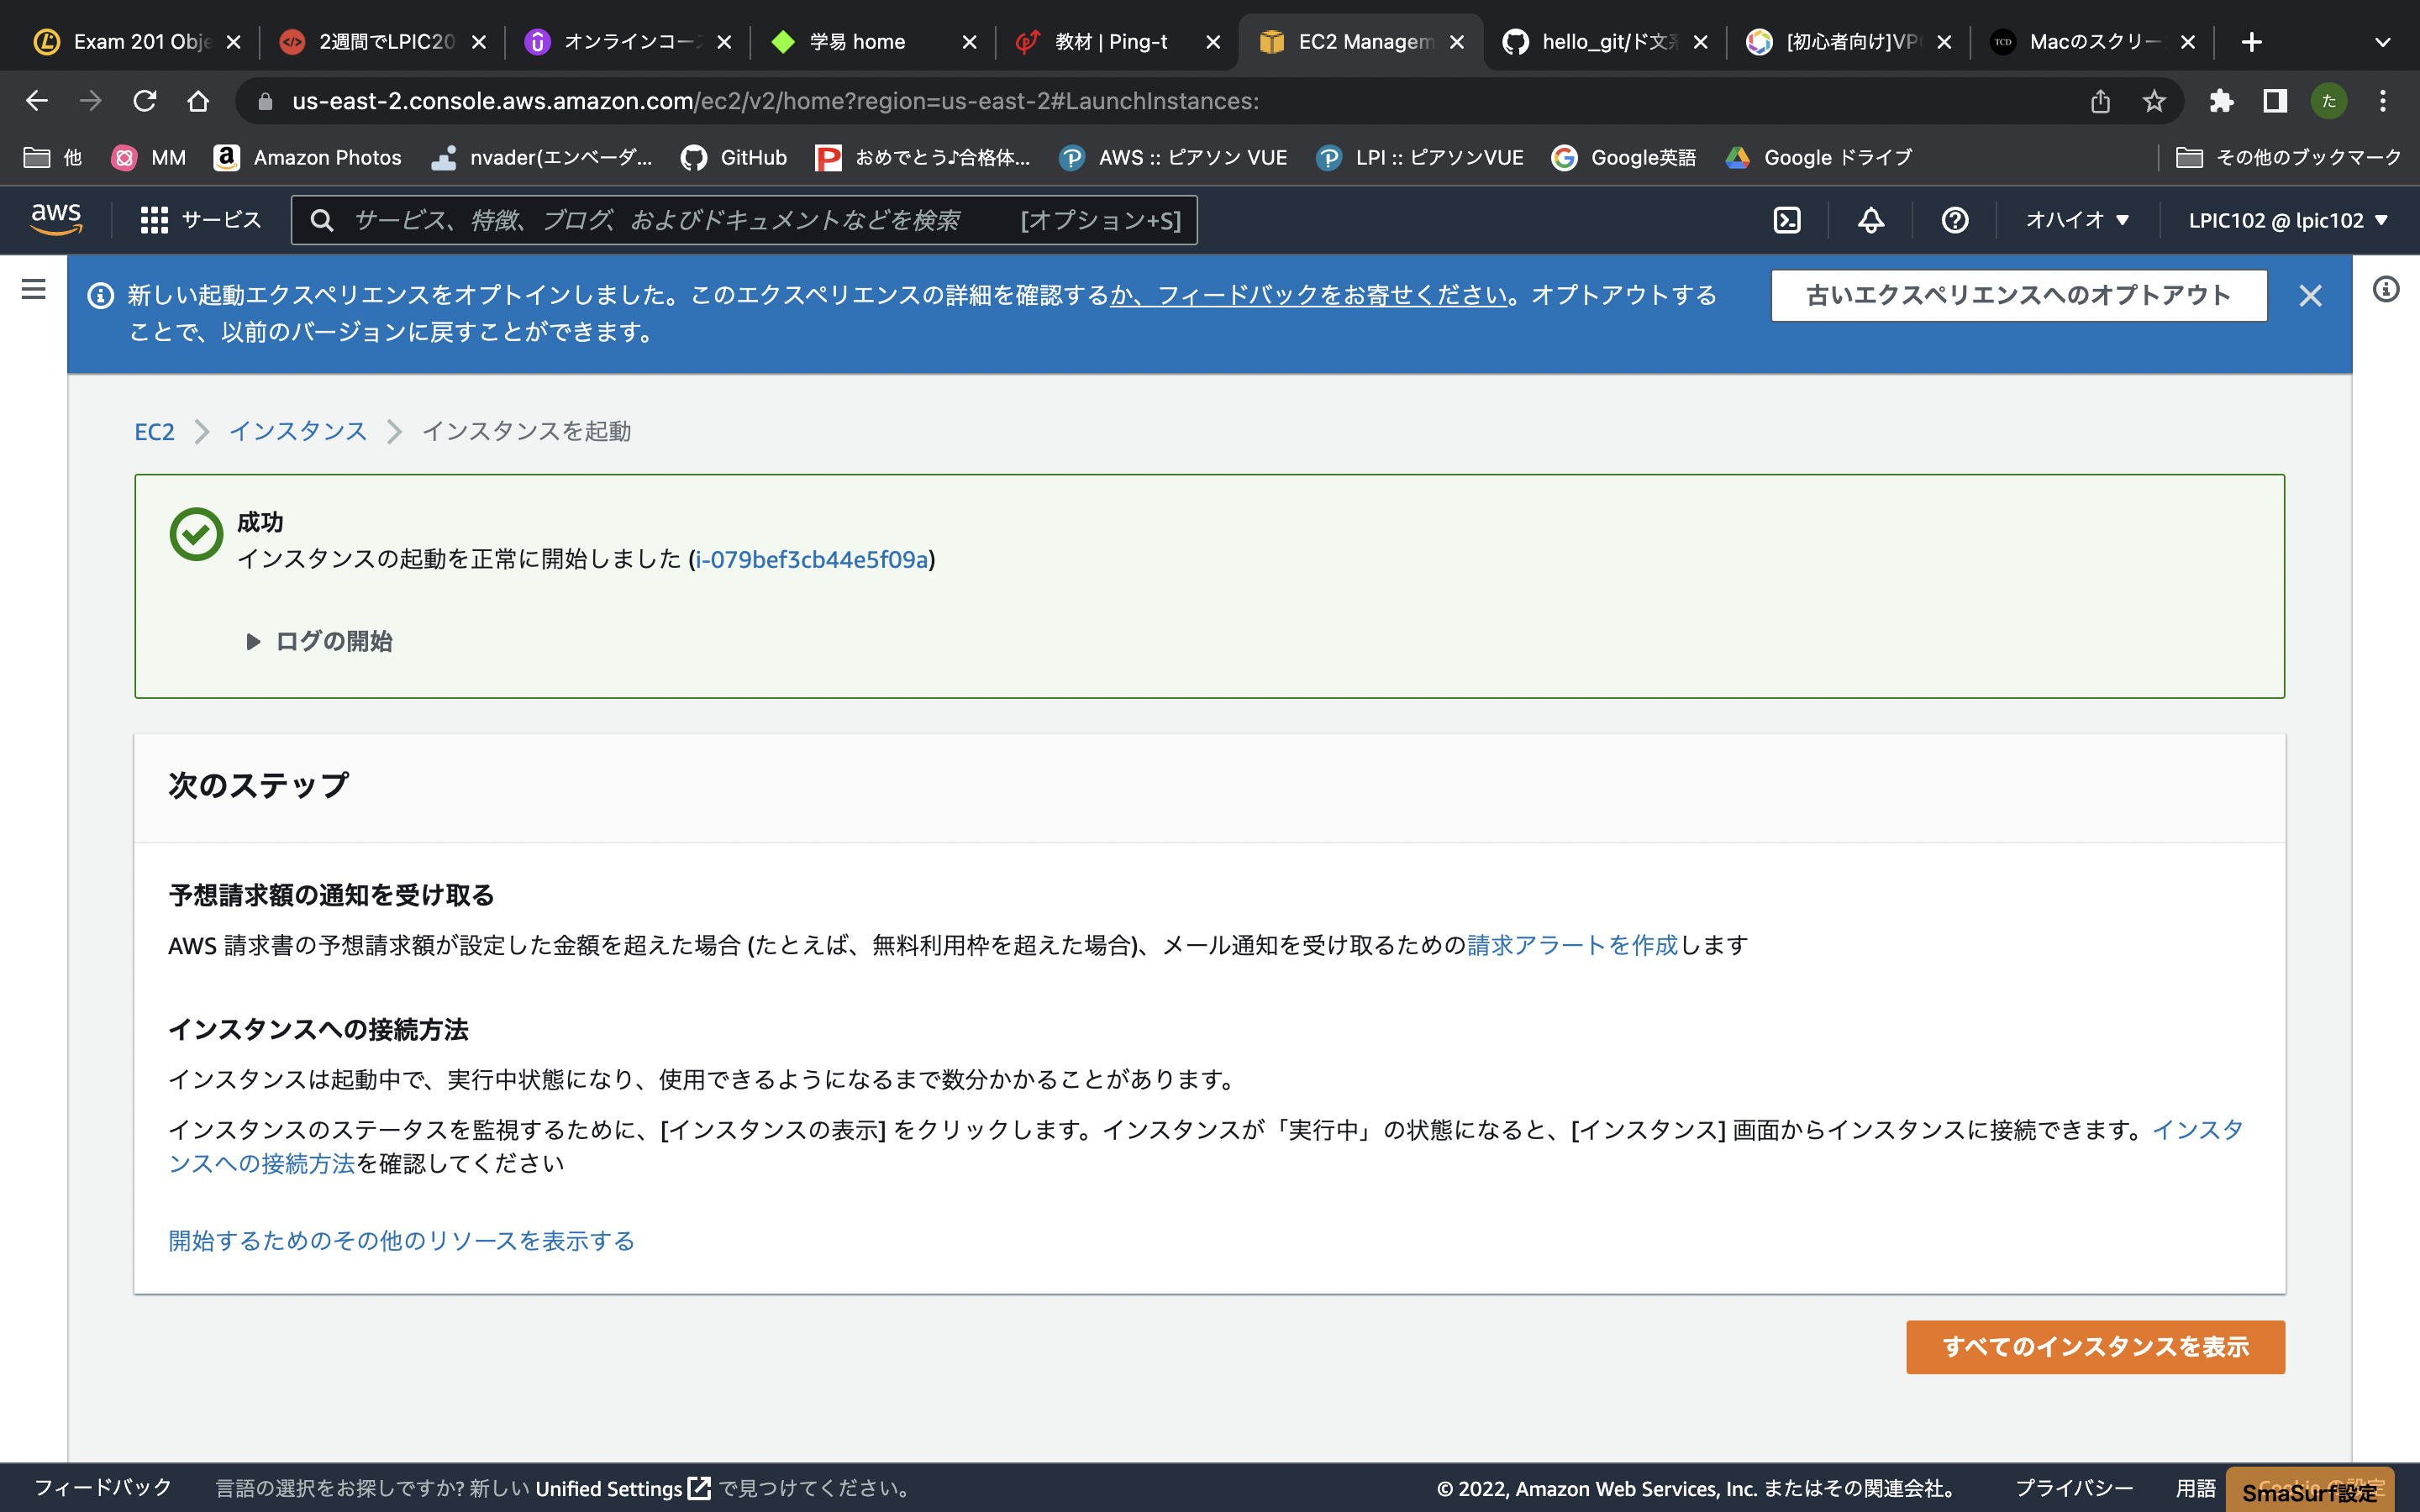 Exam 201 Obje
2週間でLPIC20
オンラインコース
学易 home
教材 | Ping-t
EC2 Managem
hello_git/ド文系
[初心者向け]VPC
Macのスクリー
us-east-2.console.aws.amazon.com/ec2/v2/home?region=us-east-2#LaunchInstances:
た
他
MM
Amazon Photos
nvader(エンベーダ...
GitHub
おめでとう♪合格体...
AWS :: ピアソン VUE
LPI :: ピアソンVUE
Google英語
Google ドライブ
その他のブックマーク
aws
サービス
サービス、特徴、ブログ、およびドキュメントなどを検索 [オプション+S]
オハイオ ▼
LPIC102 @ lpic102 ▼
新しい起動エクスペリエンスをオプトインしました。このエクスペリエンスの詳細を確認するか、フィードバックをお寄せください。オプトアウトする
ことで、以前のバージョンに戻すことができます。
古いエクスペリエンスへのオプトアウト
EC2 > インスタンス > インスタンスを起動
成功
インスタンスの起動を正常に開始しました (i-079bef3cb44e5f09a)
▶ ログの開始
次のステップ
予想請求額の通知を受け取る
AWS 請求書の予想請求額が設定した金額を超えた場合 (たとえば、無料利用枠を超えた場合)、メール通知を受け取るための請求アラートを作成します
インスタンスへの接続方法
インスタンスは起動中で、実行中状態になり、使用できるようになるまで数分かかることがあります。
インスタンスのステータスを監視するために、[インスタンスの表示] をクリックします。インスタンスが「実行中」の状態になると、[インスタンス] 画面からインスタンスに接続できます。インスタ
ンスへの接続方法を確認してください
開始するためのその他のリソースを表示する
すべてのインスタンスを表示
フィードバック
言語の選択をお探しですか? 新しい Unified Settings で見つけてください。
© 2022, Amazon Web Services, Inc. またはその関連会社。
プライバシー
用語
Cookie の設定
SmaSurf設定